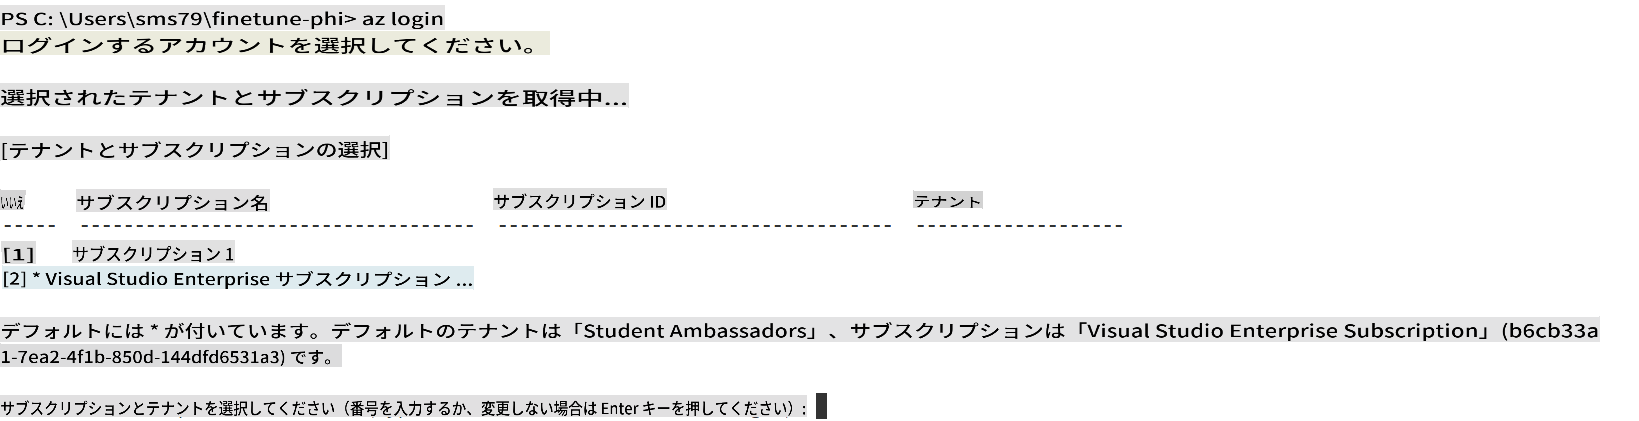 PS C: \Users\sms79\finetune-phi> az login
ログインするアカウントを選択してください。
選択されたテナントとサブスクリプションを取得中...
[テナントとサブスクリプションの選択]
いいえ サブスクリプション名 サブスクリプション ID テナント
----- ------------------------------------ ------------------------------------ -------------------
[1] サブスクリプション 1
[2] * Visual Studio Enterprise サブスクリプション ...
デフォルトには * が付いています。デフォルトのテナントは「Student Ambassadors」、サブスクリプションは「Visual Studio Enterprise Subscription」(b6cb33a
1-7ea2-4f1b-850d-144dfd6531a3) です。
サブスクリプションとテナントを選択してください（番号を入力するか、変更しない場合は Enter キーを押してください）: